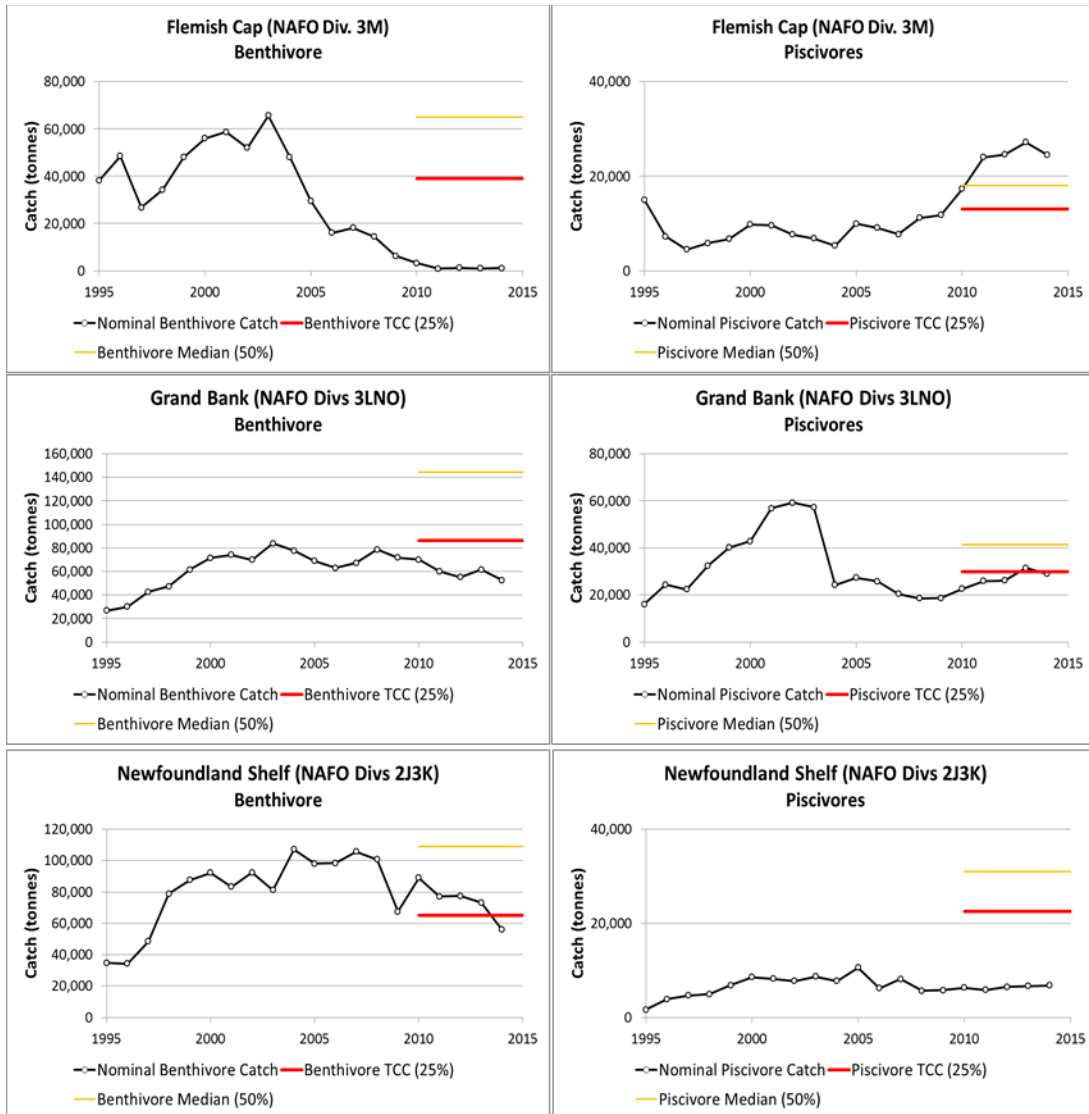 Flemish Cap (NAFO Div. 3M)
Benthivore
Catch (tonnes)
80,000
60,000
40,000
20,000
0
1995 2000 2005 2010 2015
Nominal Benthivore Catch Benthivore TCC (25%)
Benthivore Median (50%)
Flemish Cap (NAFO Div. 3M)
Piscivores
Catch (tonnes)
40,000
20,000
0
1995 2000 2005 2010 2015
Nominal Piscivore Catch Piscivore TCC (25%)
Piscivore Median (50%)
Grand Bank (NAFO Divs 3LNO)
Benthivore
Catch (tonnes)
160,000
140,000
120,000
100,000
80,000
60,000
40,000
20,000
0
1995 2000 2005 2010 2015
Nominal Benthivore Catch Benthivore TCC (25%)
Benthivore Median (50%)
Grand Bank (NAFO Divs 3LNO)
Piscivores
Catch (tonnes)
80,000
60,000
40,000
20,000
0
1995 2000 2005 2010 2015
Nominal Piscivore Catch Piscivore TCC (25%)
Piscivore Median (50%)
Newfoundland Shelf (NAFO Divs 2J3K)
Benthivore
Catch (tonnes)
120,000
100,000
80,000
60,000
40,000
20,000
0
1995 2000 2005 2010 2015
Nominal Benthivore Catch Benthivore TCC (25%)
Benthivore Median (50%)
Newfoundland Shelf (NAFO Divs 2J3K)
Piscivores
Catch (tonnes)
40,000
20,000
0
1995 2000 2005 2010 2015
Nominal Piscivore Catch Piscivore TCC (25%)
Piscivore Median (50%)